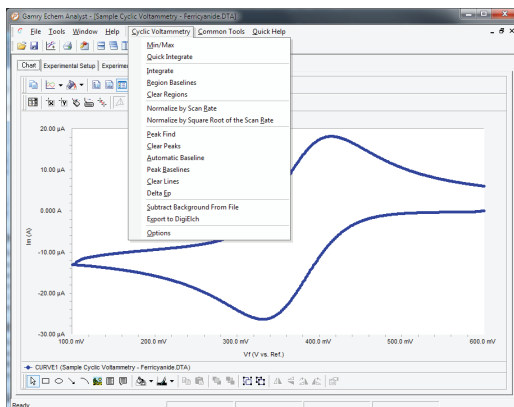 Gamry Echem Analyst - [Sample Cyclic Voltammetry - Ferricyanide.DTA]
File Tools Window Help Cyclic Voltammetry Common Tools Quick Help
Chart Experimental Setup
Min/Max
Quick Integrate
Integrate
Region Baselines
Clear Regions
Normalize by Scan Rate
Normalize by Square Root of the Scan Rate
Peak Find
Clear Peaks
Automatic Baseline
Peak Baselines
Clear Lines
Delta Ep
Subtract Background From File
Export to DigiElch
Options
20.00 µA
10.00 µA
0.000 A
-10.00 µA
-20.00 µA
-30.00 µA
Im (A)
100.0 mV 200.0 mV 300.0 mV 400.0 mV 500.0 mV 600.0 mV
Vf (V vs. Ref.)
CURVE1 (Sample Cyclic Voltammetry - Ferricyanide.DTA)
Ready